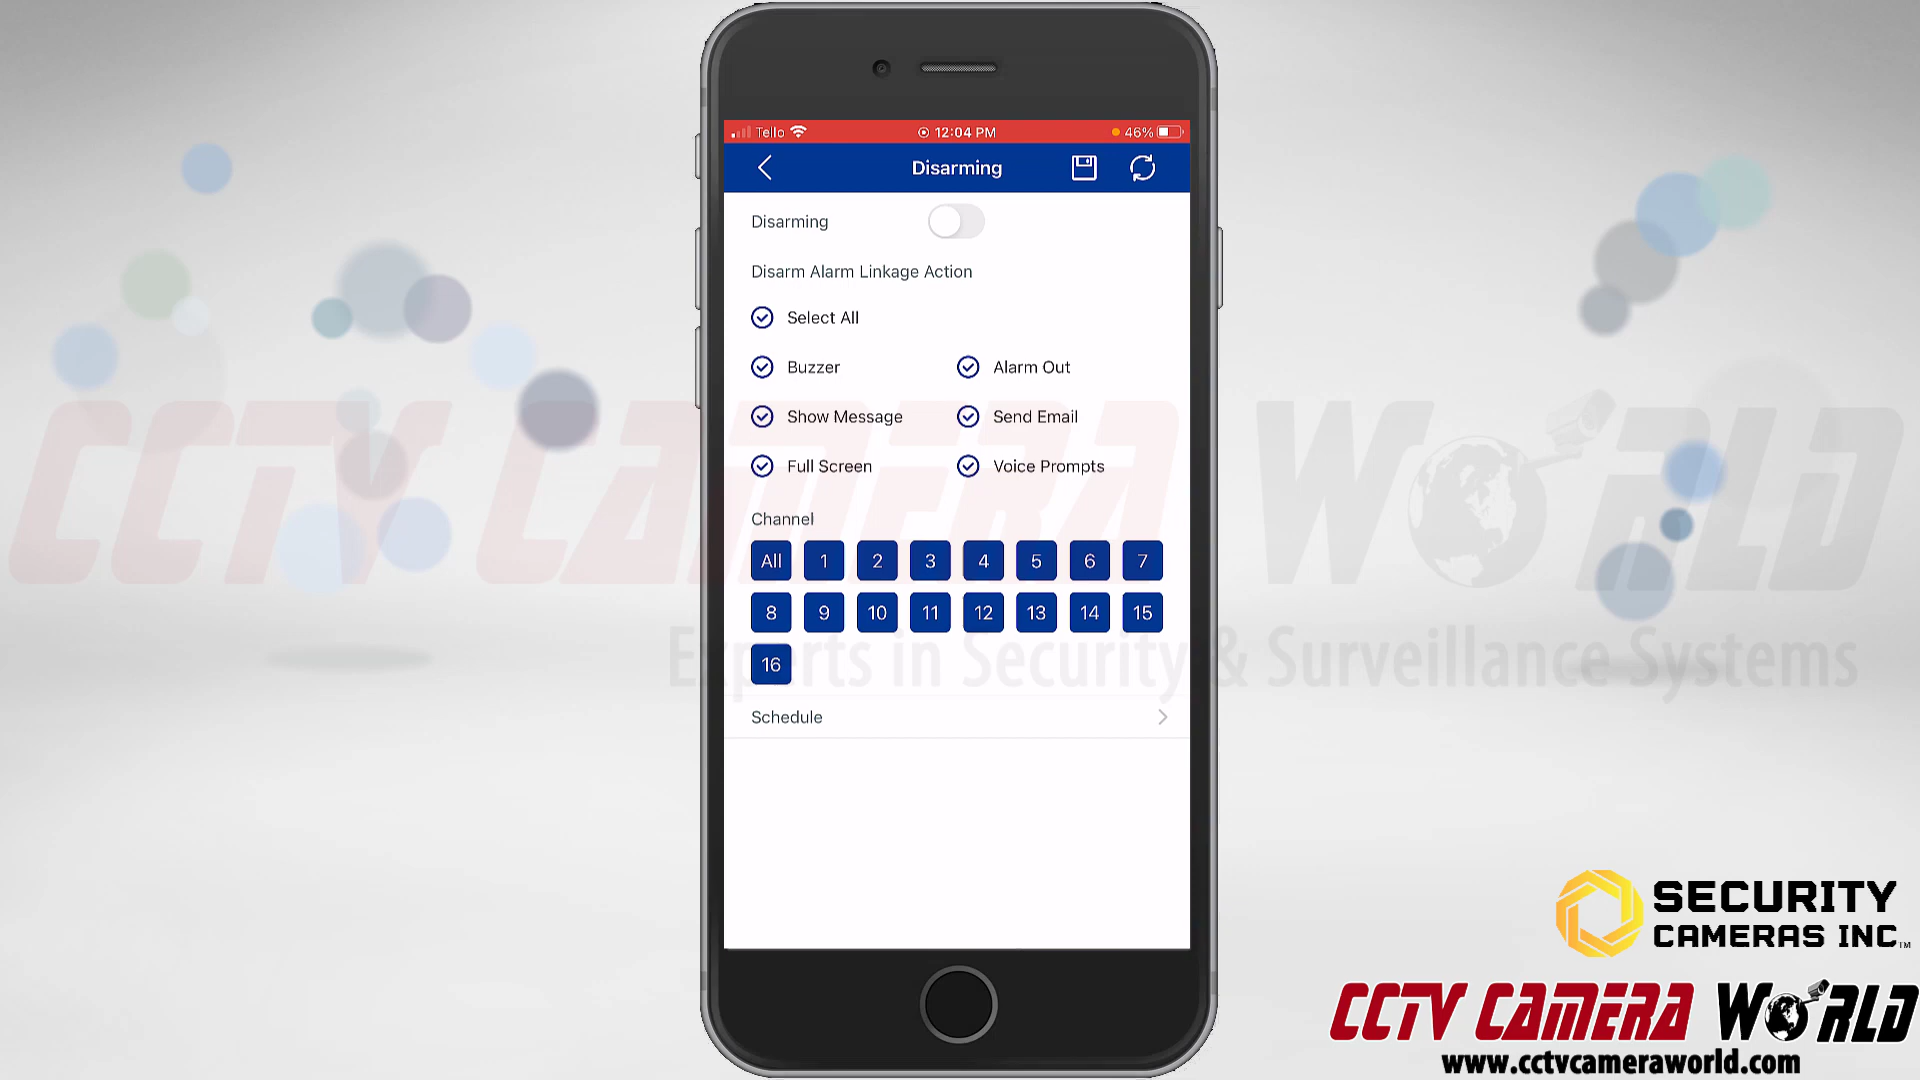 Tello 12:04 PM 46%
Disarming
Disarming
Disarm Alarm Linkage Action
Select All
Buzzer Alarm Out
Show Message Send Email
Full Screen Voice Prompts
Channel
All 1 2 3 4 5 6 7
8 9 10 11 12 13 14 15
16
Schedule
CCTV CAMERA WORLD
Experts in Security & Surveillance Systems
SECURITY
CAMERAS INC.™
CCTV CAMERA WORLD
www.cctvcameraworld.com